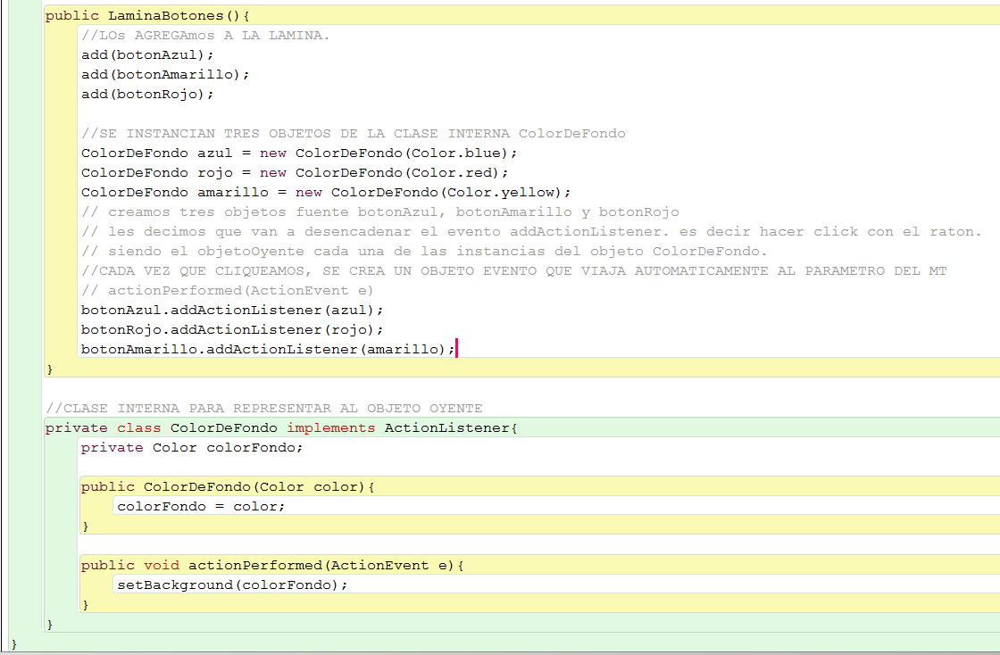 public LaminaBotones(){
//LOs AGREGAmos A LA LAMINA.
add(botonAzul);
add(botonAmarillo);
add(botonRojo);
//SE INSTANCIAN TRES OBJETOS DE LA CLASE INTERNA ColorDeFondo
ColorDeFondo azul = new ColorDeFondo(Color.blue);
ColorDeFondo rojo = new ColorDeFondo(Color.red);
ColorDeFondo amarillo = new ColorDeFondo(Color.yellow);
// creamos tres objetos fuente botonAzul, botonAmarillo y botonRojo
// les decimos que van a desencadenar el evento addActionListener. es decir hacer click con el raton.
// siendo el objetoOyente cada una de las instancias del objeto ColorDeFondo.
//CADA VEZ QUE CLIQUEAMOS, SE CREA UN OBJETO EVENTO QUE VIAJA AUTOMATICAMENTE AL PARAMETRO DEL MT
// actionPerformed(ActionEvent e)
botonAzul.addActionListener(azul);
botonRojo.addActionListener(rojo);
botonAmarillo.addActionListener(amarillo);
}
//CLASE INTERNA PARA REPRESENTAR AL OBJETO OYENTE
private class ColorDeFondo implements ActionListener{
private Color colorFondo;
public ColorDeFondo(Color color){
colorFondo = color;
}
public void actionPerformed(ActionEvent e){
setBackground(colorFondo);
}
}
}